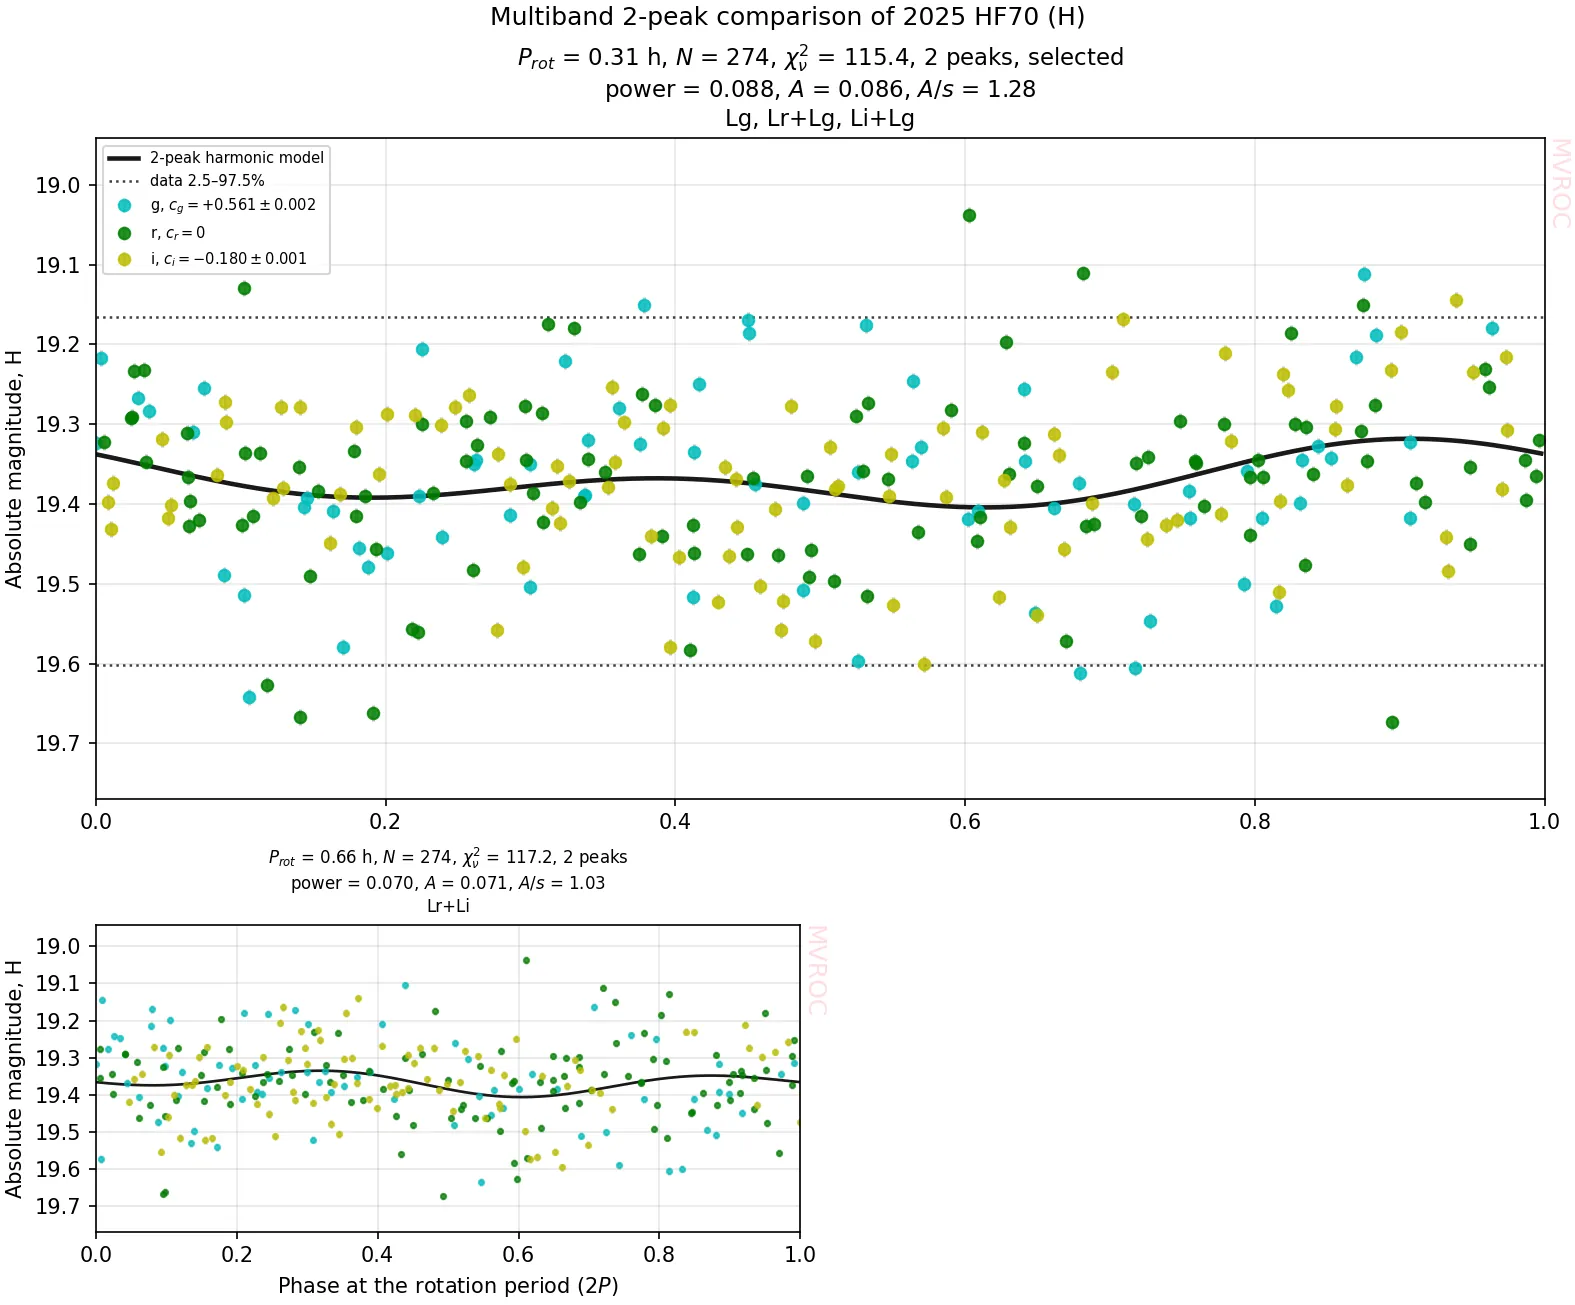 Multiband 2-peak comparison of 2025 HF70 (H)
P_rot = 0.31 h, N = 274, χ²_ν = 115.4, 2 peaks, selected
power = 0.088, A = 0.086, A/s = 1.28
Lg, Lr+Lg, Li+Lg
2-peak harmonic model
data 2.5–97.5%
g, c_g = +0.561 ± 0.002
r, c_r = 0
i, c_i = −0.180 ± 0.001
MVROC
Absolute magnitude, H
19.0
19.1
19.2
19.3
19.4
19.5
19.6
19.7
0.0 0.2 0.4 0.6 0.8 1.0
P_rot = 0.66 h, N = 274, χ²_ν = 117.2, 2 peaks
power = 0.070, A = 0.071, A/s = 1.03
Lr+Li
MVROC
Absolute magnitude, H
19.0
19.1
19.2
19.3
19.4
19.5
19.6
19.7
0.0 0.2 0.4 0.6 0.8 1.0
Phase at the rotation period (2P)